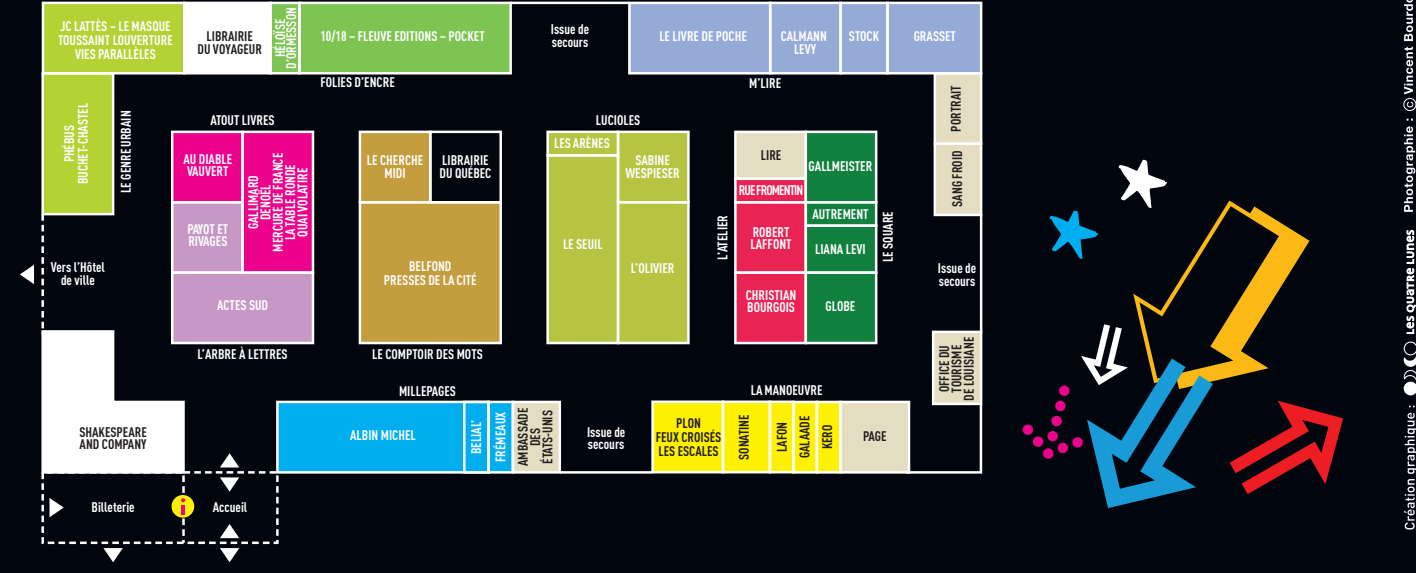 JC LATTÈS – LE MASQUE
TOUSSAINT LOUVERTURE
VIES PARALLÈLES
LIBRAIRIE
DU VOYAGEUR
HÉLOÏSE
D'ORMESSON
10/18 – FLEUVE EDITIONS – POCKET
Issue de
secours
LE LIVRE DE POCHE
CALMANN
LEVY
STOCK
GRASSET
FOLIES D'ENCRE
M'LIRE
PHÉBUS
BUCHET-CHASTEL
LE GENRE URBAIN
PORTRAIT
SANG FROID
ATOUT LIVRES
AU DIABLE
VAUVERT
GALLIMARD
DENOËL
MERCURE DE FRANCE
LA TABLE RONDE
QUAI VOLATIRE
PAYOT ET
RIVAGES
ACTES SUD
L'ARBRE À LETTRES
LE CHERCHE
MIDI
LIBRAIRIE
DU QUÉBEC
BELFOND
PRESSES DE LA CITÉ
LE COMPTOIR DES MOTS
LUCIOLES
LES ARÈNES
SABINE
WESPIESER
LE SEUIL
L'OLIVIER
L'ATELIER
LIRE
GALLMEISTER
RUE FROMENTIN
AUTREMENT
ROBERT
LAFFONT
LIANA LEVI
CHRISTIAN
BOURGOIS
GLOBE
LE SQUARE
Vers l'Hôtel
de ville
Issue de
secours
OFFICE DU
TOURISME
DE LOUISIANE
MILLEPAGES
LA MANOEUVRE
SHAKESPEARE
AND COMPANY
ALBIN MICHEL
BELIAL'
FRÉMEAUX
AMBASSADE
DES
ÉTATS-UNIS
Issue de
secours
PLON
FEUX CROISÉS
LES ESCALES
SONATINE
LAFON
GALAADE
KERO
PAGE
Billeterie
i
Accueil
Création graphique : LES QUATRE LUNES Photographie : © Vincent Bourdo